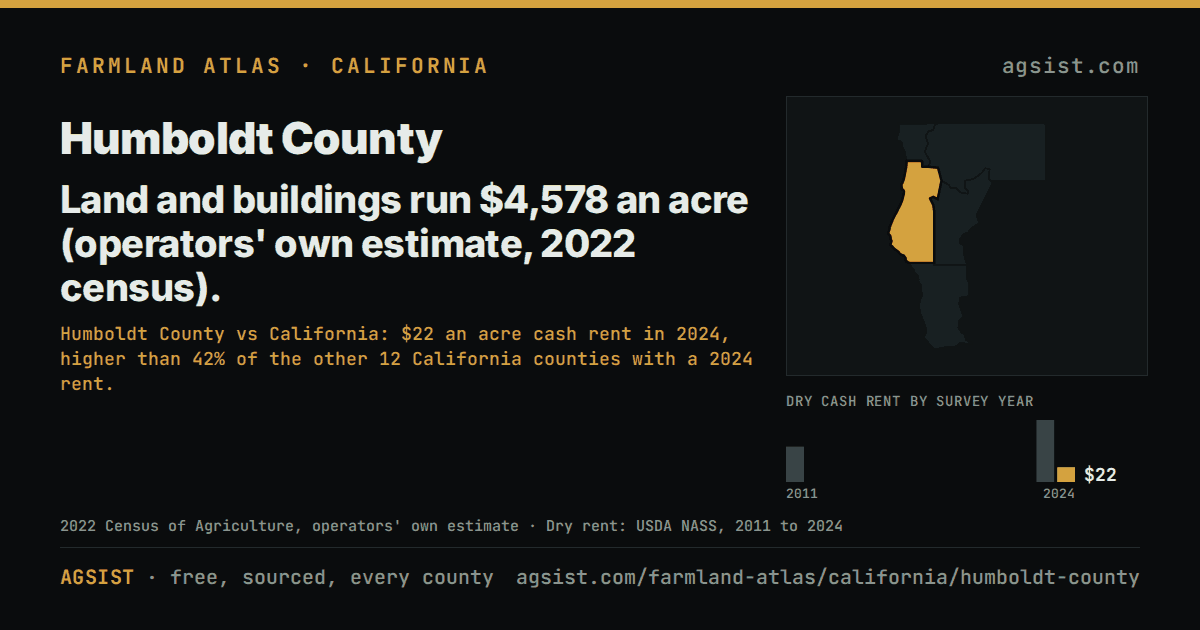 FARMLAND ATLAS · CALIFORNIA
agsist.com
Humboldt County
Land and buildings run $4,578 an acre
(operators' own estimate, 2022
census).
Humboldt County vs California: $22 an acre cash rent in 2024,
higher than 42% of the other 12 California counties with a 2024
rent.
DRY CASH RENT BY SURVEY YEAR
$22
2011
2024
2022 Census of Agriculture, operators' own estimate · Dry rent: USDA NASS, 2011 to 2024
AGSIST · free, sourced, every county
agsist.com/farmland-atlas/california/humboldt-county